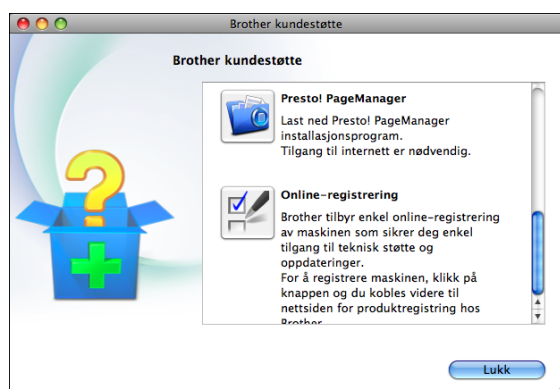 Brother kundestøtte
Brother kundestøtte
Presto! PageManager
Last ned Presto! PageManager
installasjonsprogram.
Tilgang til internett er nødvendig.
Online-registrering
Brother tilbyr enkel online-registrering
av maskinen som sikrer deg enkel
tilgang til teknisk støtte og
oppdateringer.
For å registrere maskinen, klikk på
knappen og du kobles videre til
nettsiden for produktregistring hos
Brother.
Lukk